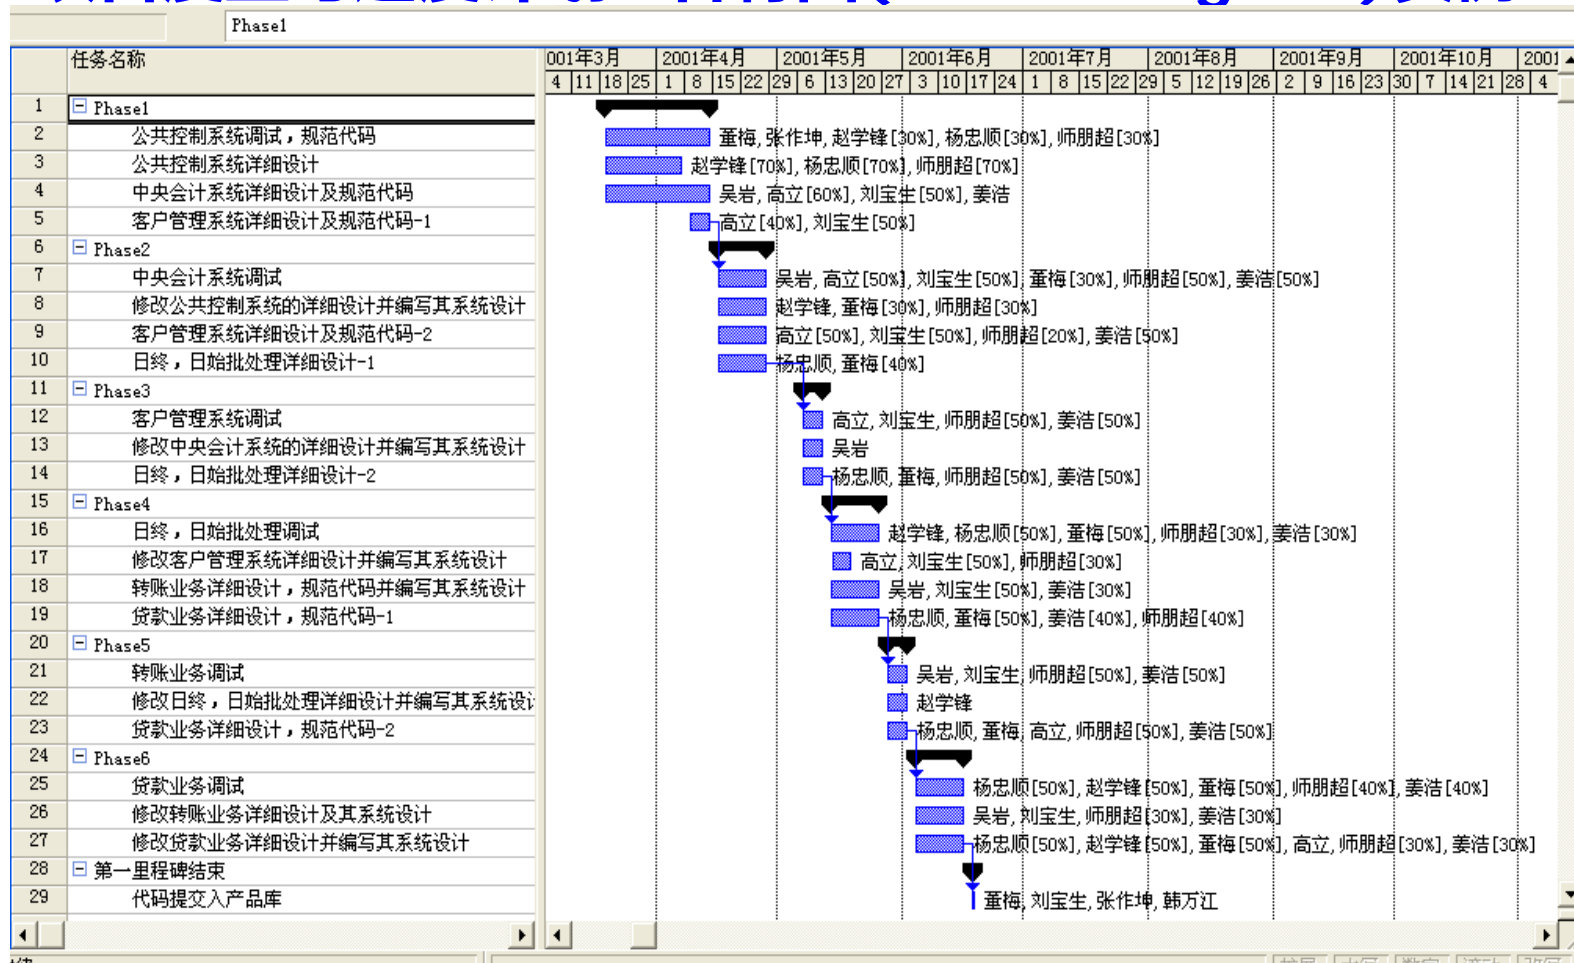 Phase1
任务名称
001年3月 2001年4月 2001年5月 2001年6月 2001年7月 2001年8月 2001年9月 2001年10月 2001
4 11 18 25 1 8 15 22 29 6 13 20 27 3 10 17 24 1 8 15 22 29 5 12 19 26 2 9 16 23 30 7 14 21 28 4
1 Phase1
2 公共控制系统调试，规范代码 董梅,张作坤,赵学锋[30%],杨忠顺[30%],师朋超[30%]
3 公共控制系统详细设计 赵学锋[70%],杨忠顺[70%],师朋超[70%]
4 中央会计系统详细设计及规范代码 吴岩,高立[60%],刘宝生[50%],姜浩
5 客户管理系统详细设计及规范代码-1 高立[40%],刘宝生[50%]
6 Phase2
7 中央会计系统调试 吴岩,高立[50%],刘宝生[50%],董梅[30%],师朋超[50%],姜浩[50%]
8 修改公共控制系统的详细设计并编写其系统设计 赵学锋,董梅[30%],师朋超[30%]
9 客户管理系统详细设计及规范代码-2 高立[50%],刘宝生[50%],师朋超[20%],姜浩[50%]
10 日终，日始批处理详细设计-1 杨忠顺,董梅[40%]
11 Phase3
12 客户管理系统调试 高立,刘宝生,师朋超[50%],姜浩[50%]
13 修改中央会计系统的详细设计并编写其系统设计 吴岩
14 日终，日始批处理详细设计-2 杨忠顺,董梅,师朋超[50%],姜浩[50%]
15 Phase4
16 日终，日始批处理调试 赵学锋,杨忠顺[50%],董梅[50%],师朋超[30%],姜浩[30%]
17 修改客户管理系统详细设计并编写其系统设计 高立,刘宝生[50%],师朋超[30%]
18 转账业务详细设计，规范代码并编写其系统设计 吴岩,刘宝生[50%],姜浩[30%]
19 贷款业务详细设计，规范代码-1 杨忠顺,董梅[50%],姜浩[40%],师朋超[40%]
20 Phase5
21 转账业务调试 吴岩,刘宝生,师朋超[50%],姜浩[50%]
22 修改日终，日始批处理详细设计并编写其系统设 赵学锋
23 贷款业务详细设计，规范代码-2 杨忠顺,董梅,高立,师朋超[50%],姜浩[50%]
24 Phase6
25 贷款业务调试 杨忠顺[50%],赵学锋[50%],董梅[50%],师朋超[40%],姜浩[40%]
26 修改转账业务详细设计及其系统设计 吴岩,刘宝生,师朋超[30%],姜浩[30%]
27 修改贷款业务详细设计并编写其系统设计 杨忠顺[50%],赵学锋[50%],董梅[50%],高立,师朋超[30%],姜浩[30%]
28 第一里程碑结束
29 代码提交入产品库 董梅,刘宝生,张作坤,韩万江